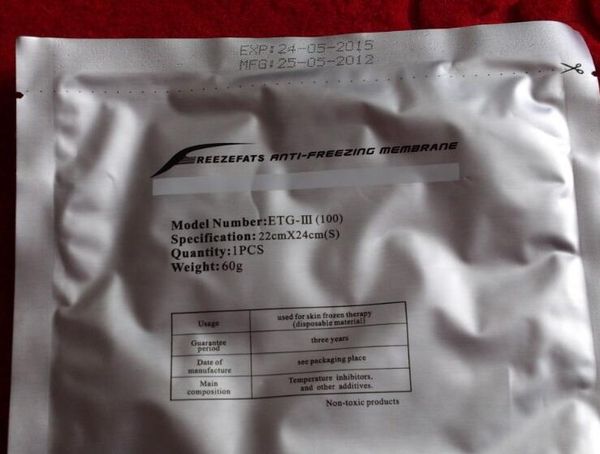 EXP:24-05-2015
MFG:25-05-2012
FREEZEFATS ANTI-FREEZING MEMBRANE
Model Number:ETG-III (100)
Specification: 22cmX24cm(S)
Quantity:1PCS
Weight:60g
Usage
used for skin frozen therapy
(disposable material)
Guarantee
period
three years
Date of
manufacture
see packaging place
Main
composition
Temperature inhibitors,
and other additives.
Non-toxic products